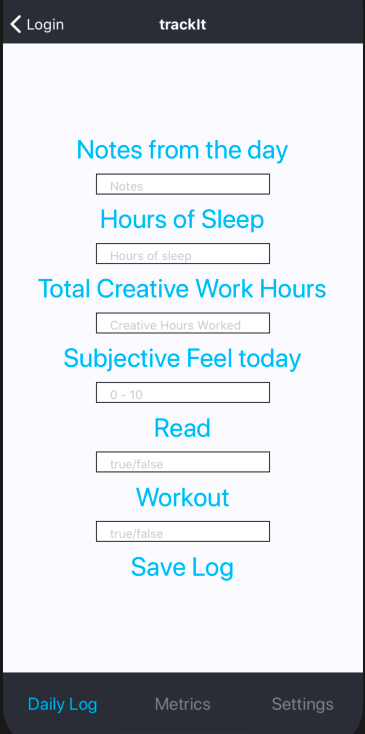 Login
trackIt
Notes from the day
Notes
Hours of Sleep
Hours of sleep
Total Creative Work Hours
Creative Hours Worked
Subjective Feel today
0 - 10
Read
true/false
Workout
true/false
Save Log
Daily Log
Metrics
Settings